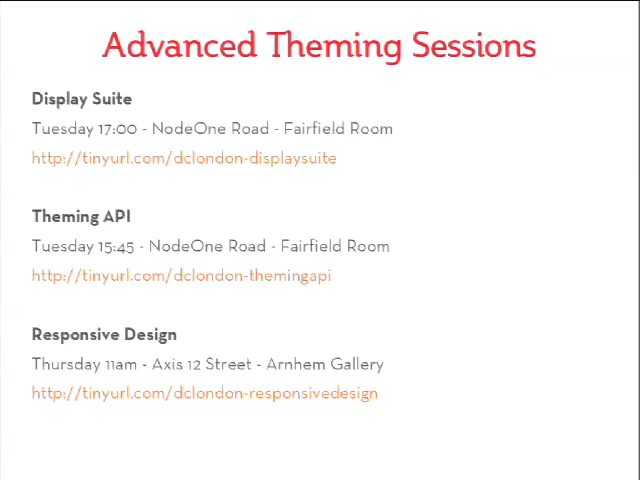 Advanced Theming Sessions
Display Suite
Tuesday 17:00 - NodeOne Road - Fairfield Room
http://tinyurl.com/dclondon-displaysuite
Theming API
Tuesday 15:45 - NodeOne Road - Fairfield Room
http://tinyurl.com/dclondon-themingapi
Responsive Design
Thursday 11am - Axis 12 Street - Arnhem Gallery
http://tinyurl.com/dclondon-responsivedesign